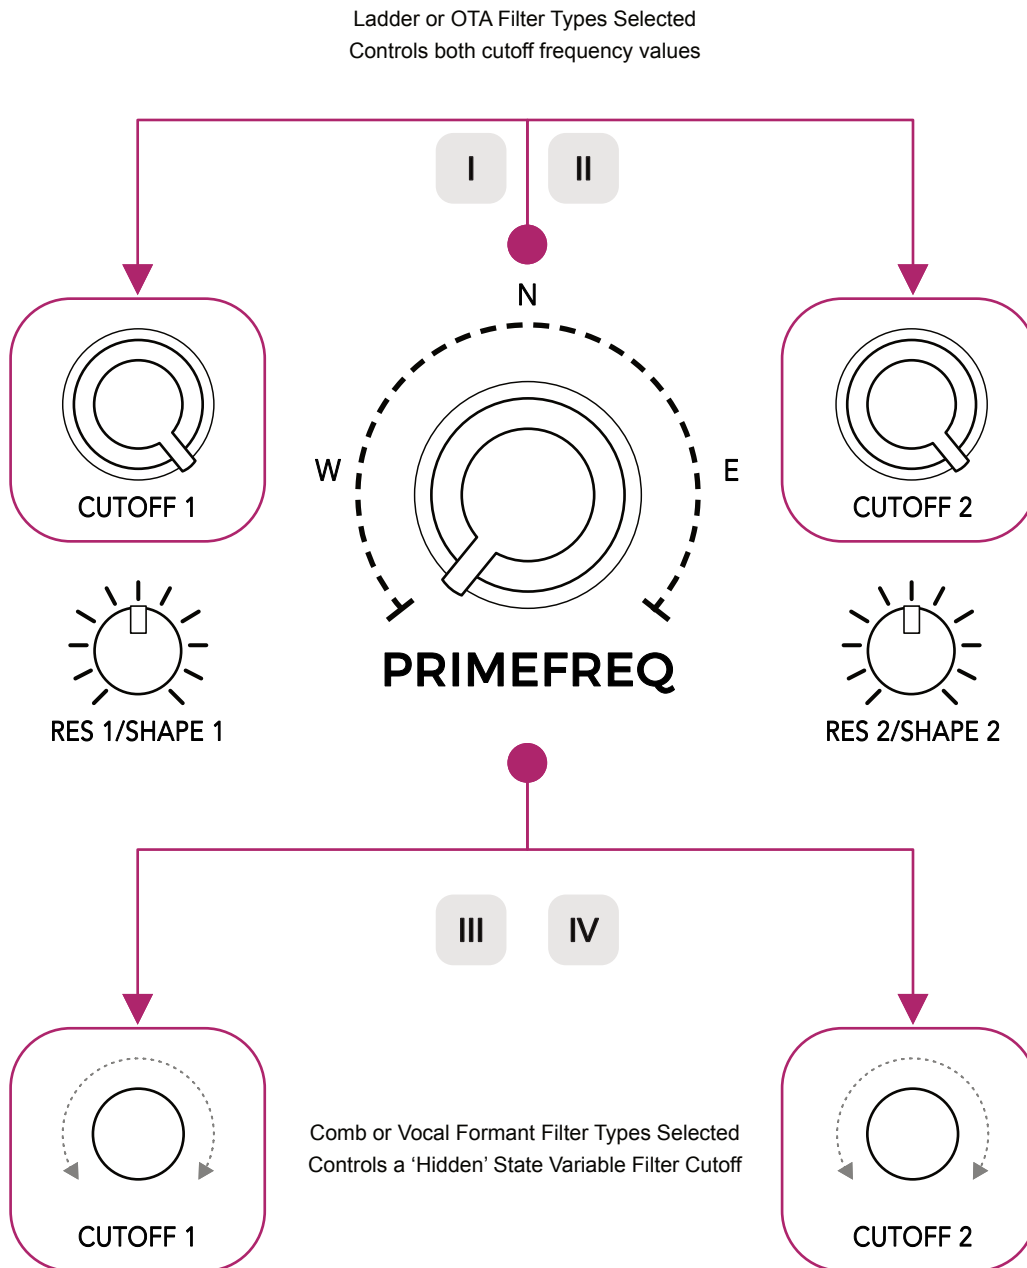 Ladder or OTA Filter Types Selected
Controls both cutoff frequency values
I II
N
W E
CUTOFF 1 CUTOFF 2
PRIMEFREQ
RES 1/SHAPE 1 RES 2/SHAPE 2
III IV
Comb or Vocal Formant Filter Types Selected
Controls a ‘Hidden’ State Variable Filter Cutoff
CUTOFF 1 CUTOFF 2